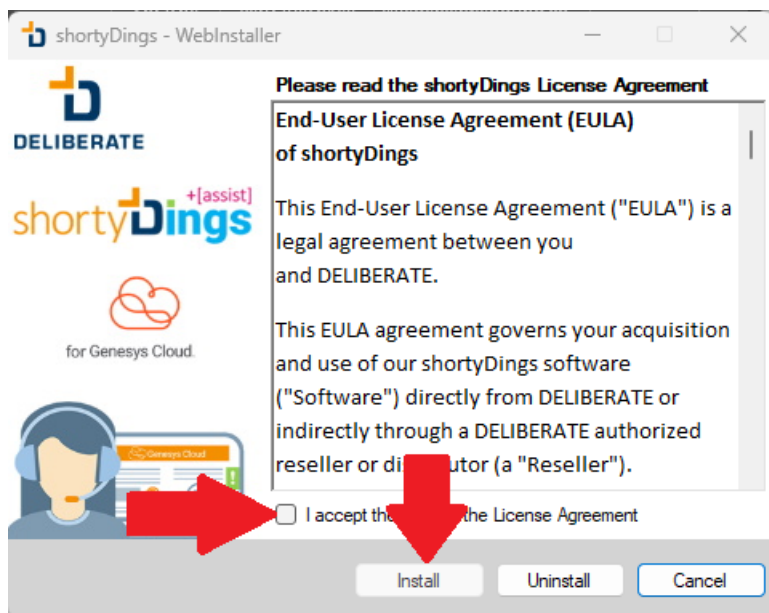 shortyDings - WebInstaller
DELIBERATE
+[assist]
shortyDings
for Genesys Cloud.
Genesys Cloud
Please read the shortyDings License Agreement
End-User License Agreement (EULA)
of shortyDings
This End-User License Agreement ("EULA") is a
legal agreement between you
and DELIBERATE.
This EULA agreement governs your acquisition
and use of our shortyDings software
("Software") directly from DELIBERATE or
indirectly through a DELIBERATE authorized
reseller or (a "Reseller").
I accept the the License Agreement
Install
Uninstall
Cancel